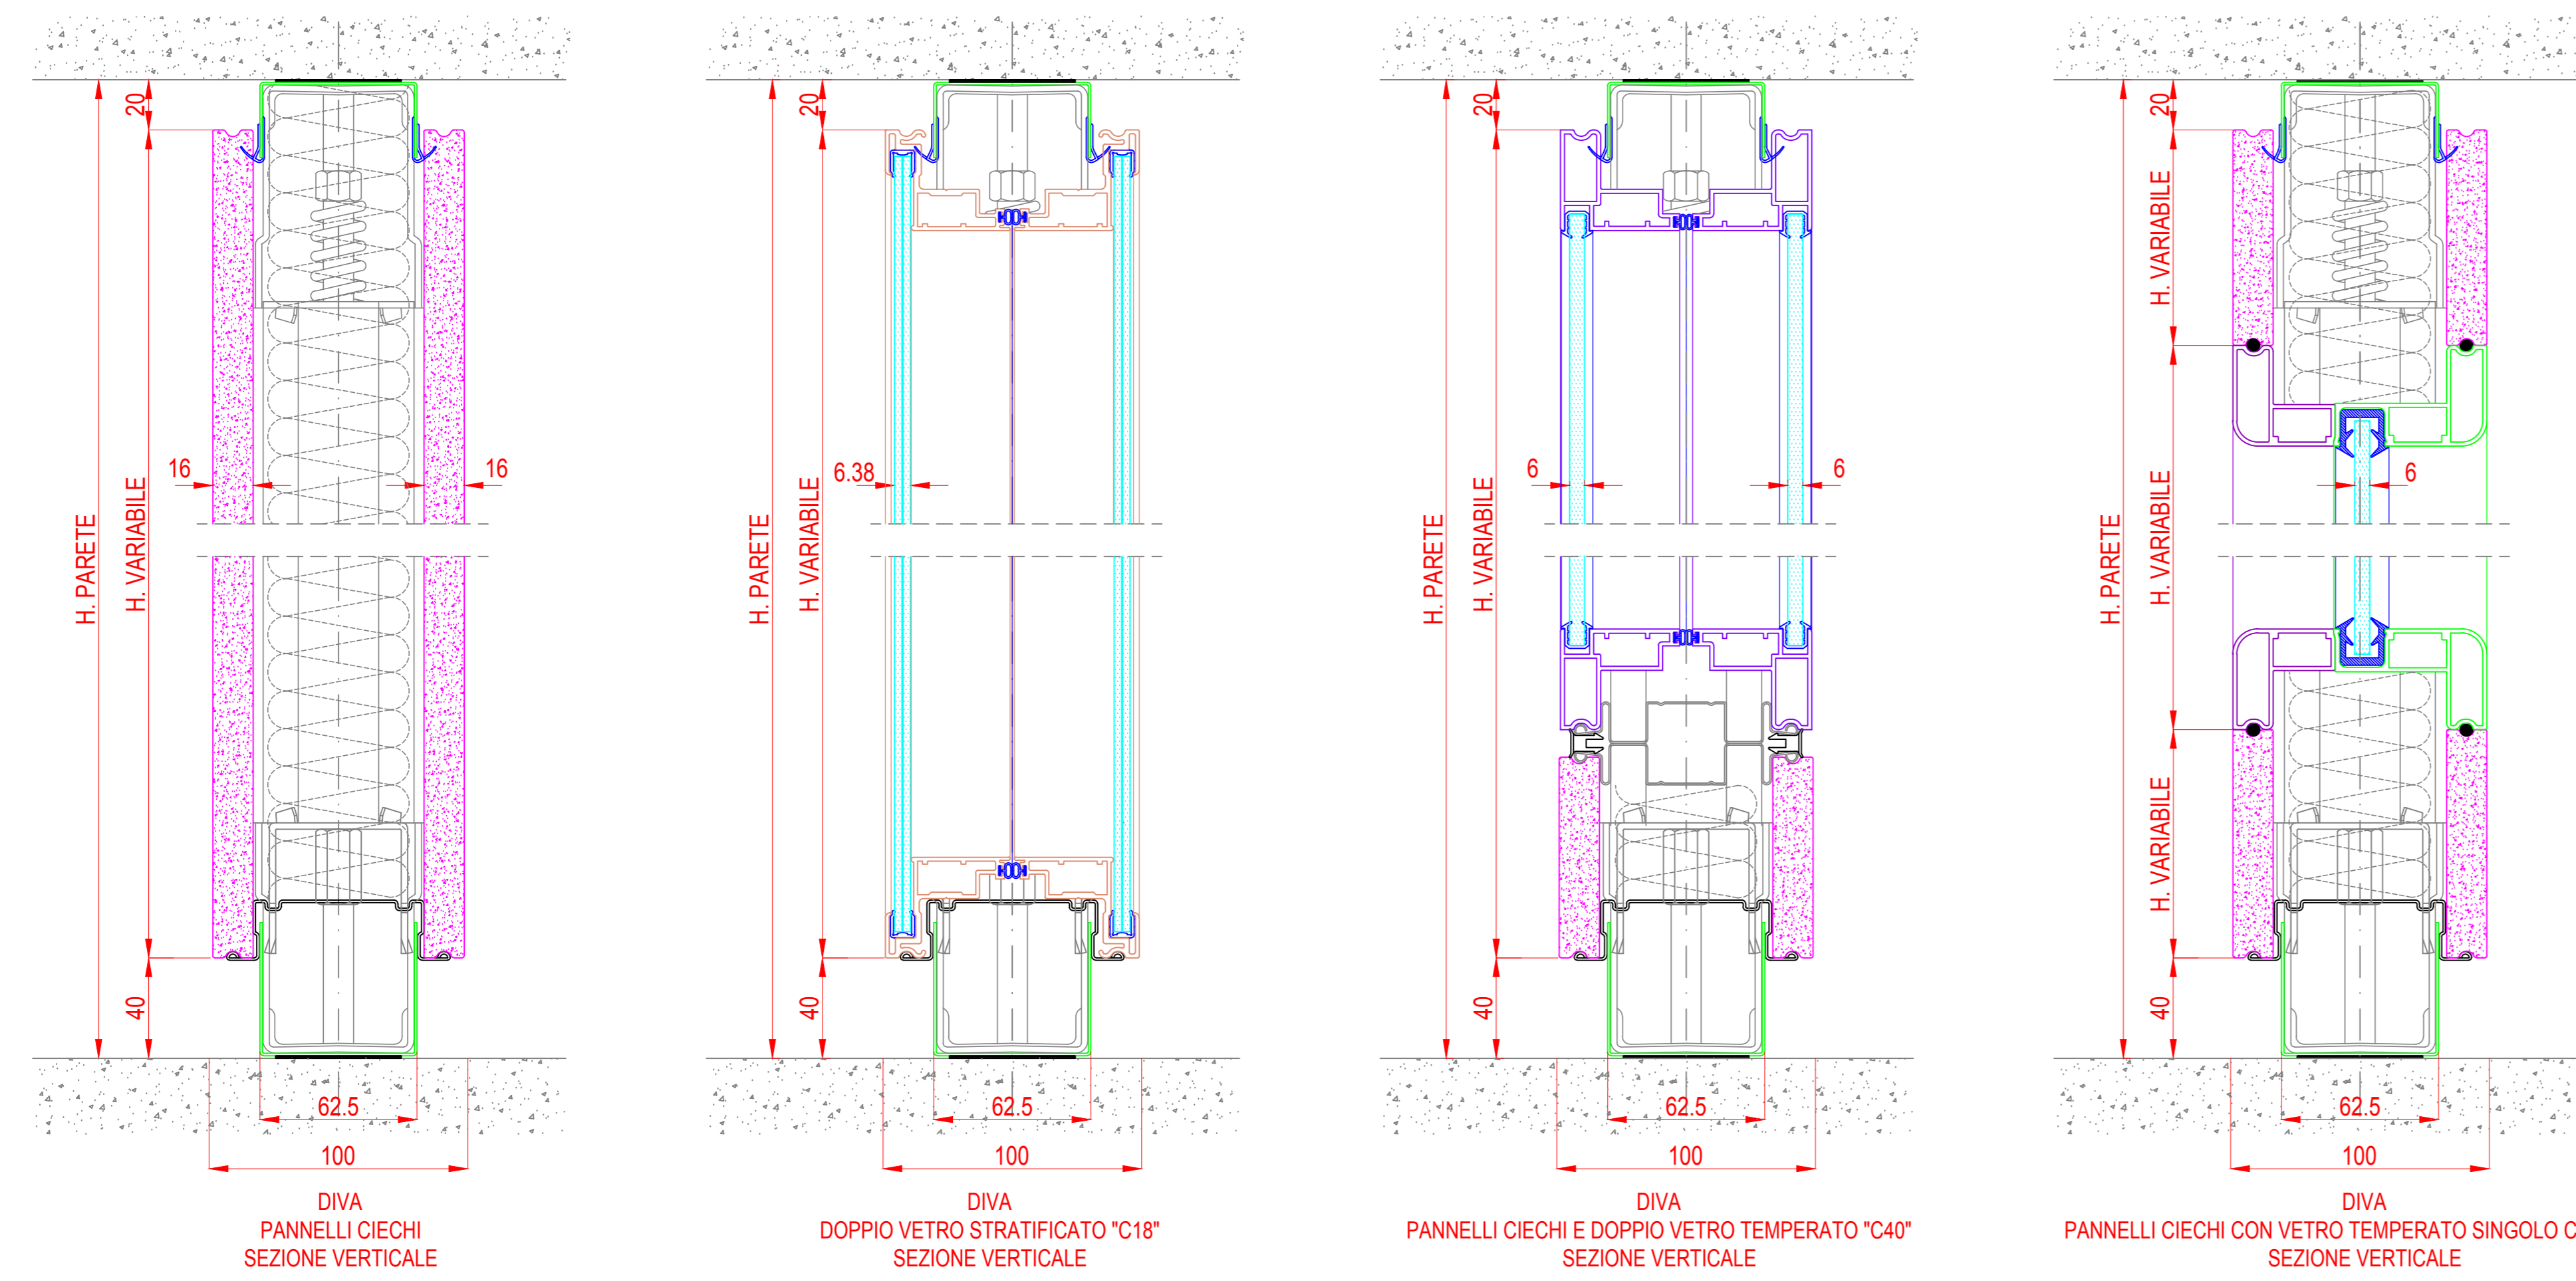 20
H. VARIABILE
H. PARETE
16
16
40
62.5
100
DIVA
PANNELLI CIECHI
SEZIONE VERTICALE
20
H. VARIABILE
H. PARETE
6.38
40
62.5
100
DIVA
DOPPIO VETRO STRATIFICATO "C18"
SEZIONE VERTICALE
20
H. VARIABILE
H. PARETE
6
6
40
62.5
100
DIVA
PANNELLI CIECHI E DOPPIO VETRO TEMPERATO "C40"
SEZIONE VERTICALE
20
H. VARIABILE
H. VARIABILE
H. VARIABILE
H. PARETE
6
40
62.5
100
DIVA
PANNELLI CIECHI CON VETRO TEMPERATO SINGOLO C
SEZIONE VERTICALE